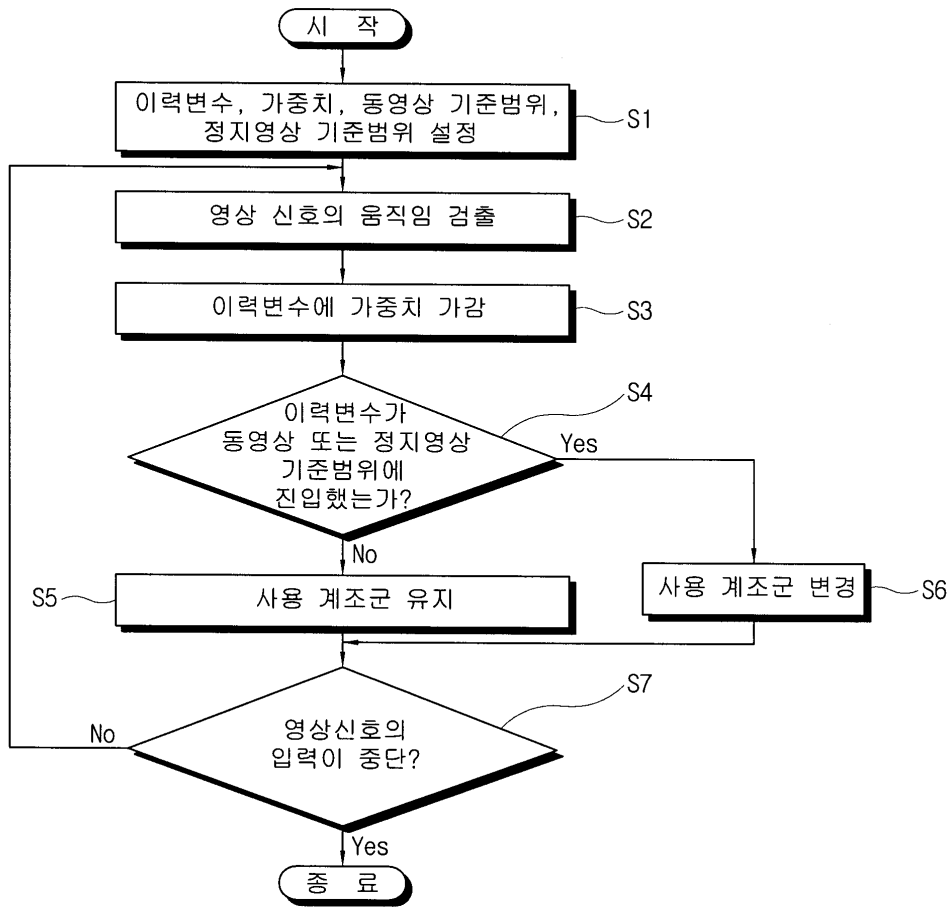 시 작
이력변수, 가중치, 동영상 기준범위,
정지영상 기준범위 설정
S1
영상 신호의 움직임 검출
S2
이력변수에 가중치 가감
S3
이력변수가
동영상 또는 정지영상
기준범위에
진입했는가?
S4
Yes
No
사용 계조군 유지
S5
사용 계조군 변경
S6
영상신호의
입력이 중단?
S7
No
Yes
종 료